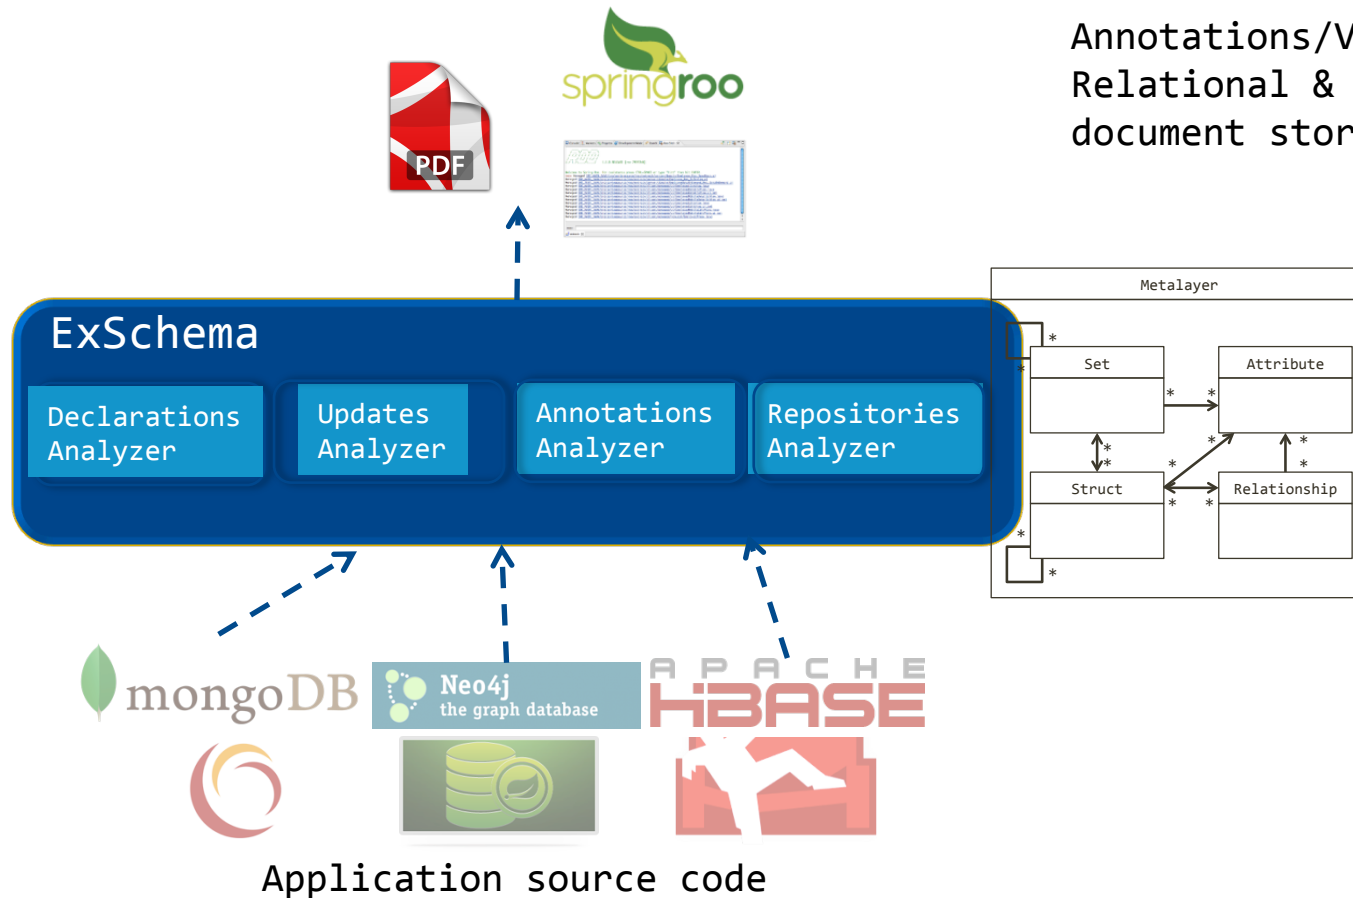 Annotations/V
Relational &
document stor
springroo
PDF
Metalayer
ExSchema
Declarations
Analyzer
Updates
Analyzer
Annotations
Analyzer
Repositories
Analyzer
*
*
Set
Attribute
*
*
*
*
*
*
*
*
Struct
Relationship
*
*
*
*
mongoDB
Neo4j
the graph database
APACHE
HBASE
Application source code